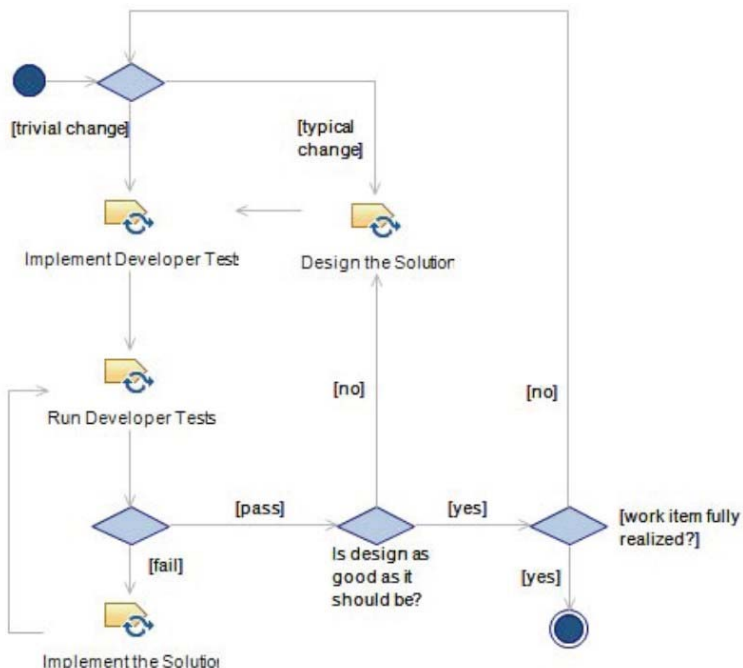 [trivial change]
[typical
change]
Implement Developer Tests
Design the Solution
[no]
[no]
Run Developer Tests
[pass]
[yes]
[work item fully
realized?]
[fail]
Is design as
good as it
should be?
[yes]
Implement the Solution